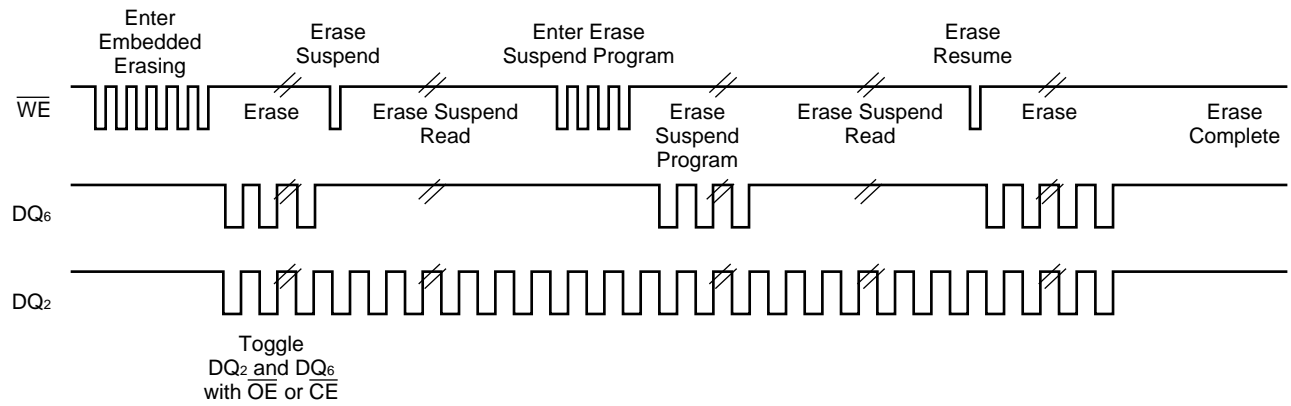 Enter
Embedded
Erasing
Erase
Suspend
Enter Erase
Suspend Program
Erase
Resume
WE
Erase
Erase Suspend
Read
Erase
Suspend
Program
Erase Suspend
Read
Erase
Erase
Complete
DQ6
DQ2
Toggle
DQ2 and DQ6
with OE or CE